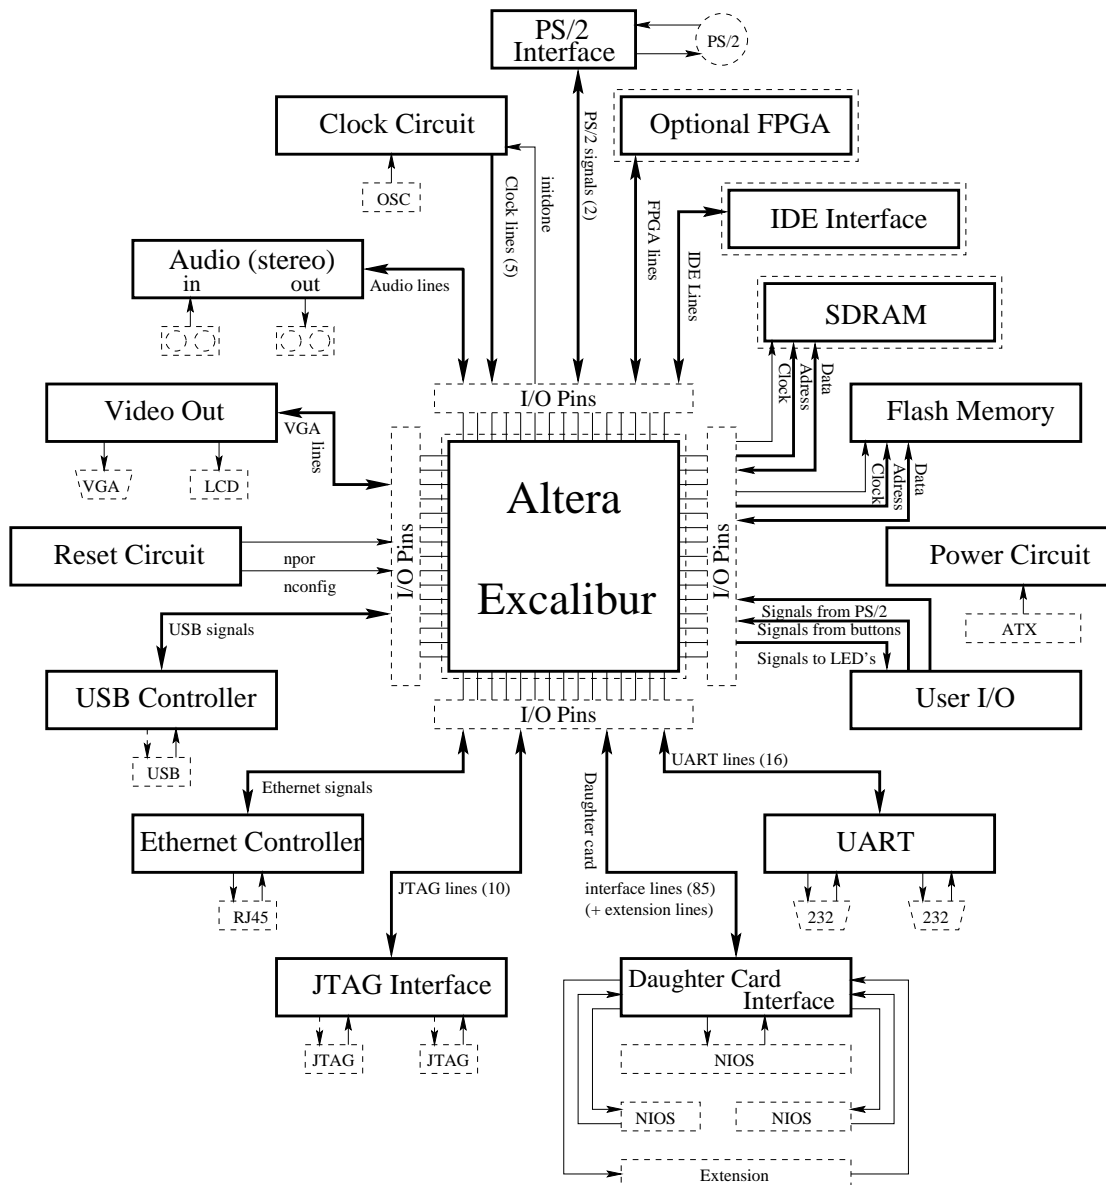 PS/2
Interface
PS/2
Clock Circuit
Optional FPGA
OSC
Clock lines (5)
initdone
PS/2 signals (2)
FPGA lines
IDE Interface
IDE Lines
Audio (stereo)
in out
Audio lines
SDRAM
Clock
Adress
Data
I/O Pins
Video Out
VGA
lines
VGA
LCD
Flash Memory
Clock
Adress
Data
Altera
Excalibur
I/O Pins
I/O Pins
Reset Circuit
npor
nconfig
Power Circuit
ATX
Signals from PS/2
Signals from buttons
Signals to LED's
User I/O
USB signals
USB Controller
USB
I/O Pins
Ethernet signals
Ethernet Controller
RJ45
UART lines (16)
UART
232
232
JTAG lines (10)
JTAG Interface
JTAG
JTAG
Daughter card
interface lines (85)
(+ extension lines)
Daughter Card
Interface
NIOS
NIOS
NIOS
Extension